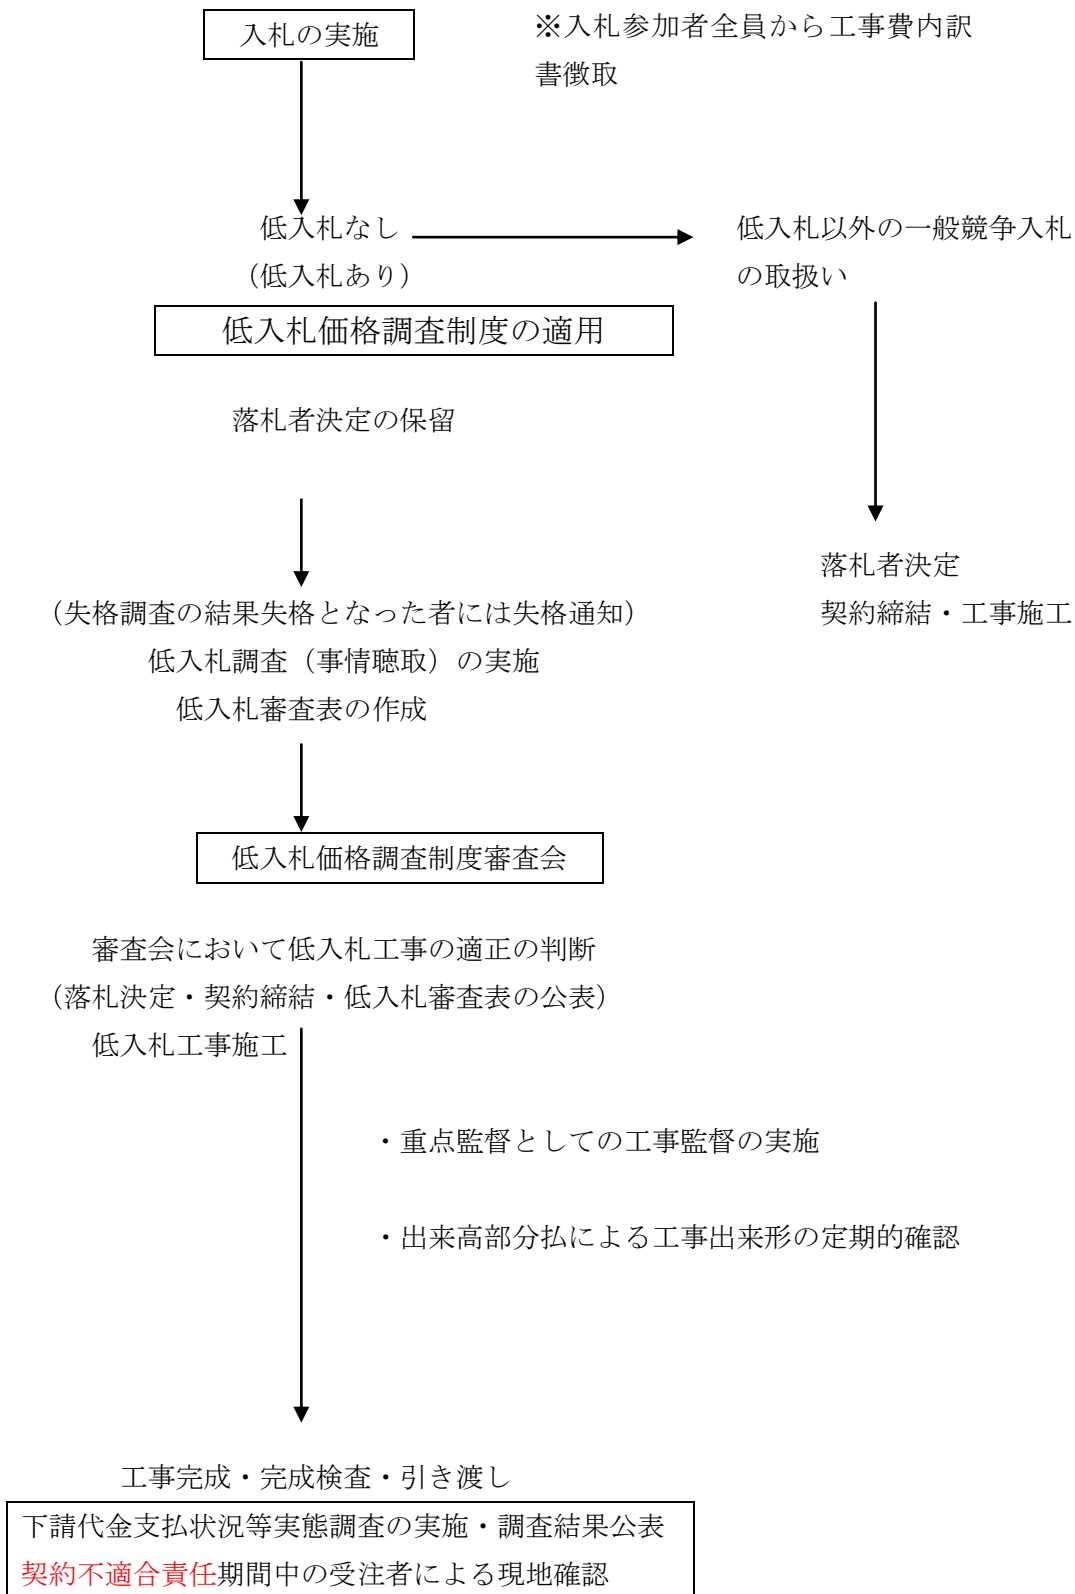 入札の実施
※入札参加者全員から工事費内訳
書徴取
低入札なし
（低入札あり）
低入札以外の一般競争入札
の取扱い
低入札価格調査制度の適用
落札者決定の保留
落札者決定
契約締結・工事施工
（失格調査の結果失格となった者には失格通知）
低入札調査（事情聴取）の実施
低入札審査表の作成
低入札価格調査制度審査会
審査会において低入札工事の適正の判断
（落札決定・契約締結・低入札審査表の公表）
低入札工事施工
・重点監督としての工事監督の実施
・出来高部分払による工事出来形の定期的確認
工事完成・完成検査・引き渡し
下請代金支払状況等実態調査の実施・調査結果公表
契約不適合責任期間中の受注者による現地確認